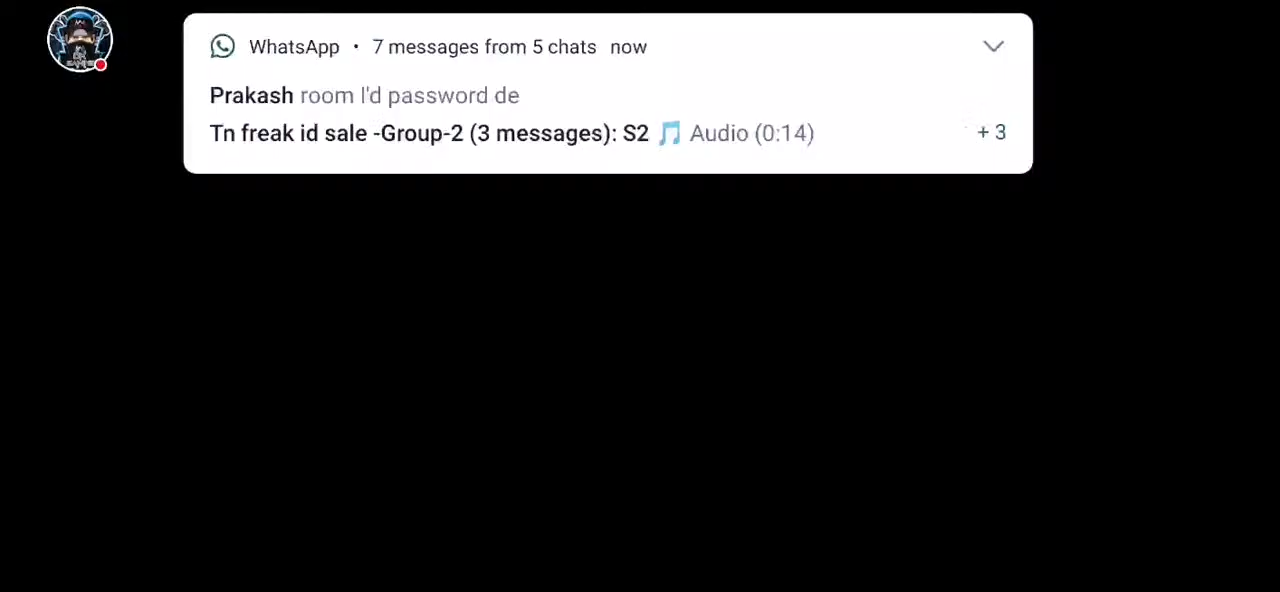 WhatsApp • 7 messages from 5 chats now
Prakash room I'd password de
Tn freak id sale -Group-2 (3 messages): S2 🎵 Audio (0:14) + 3